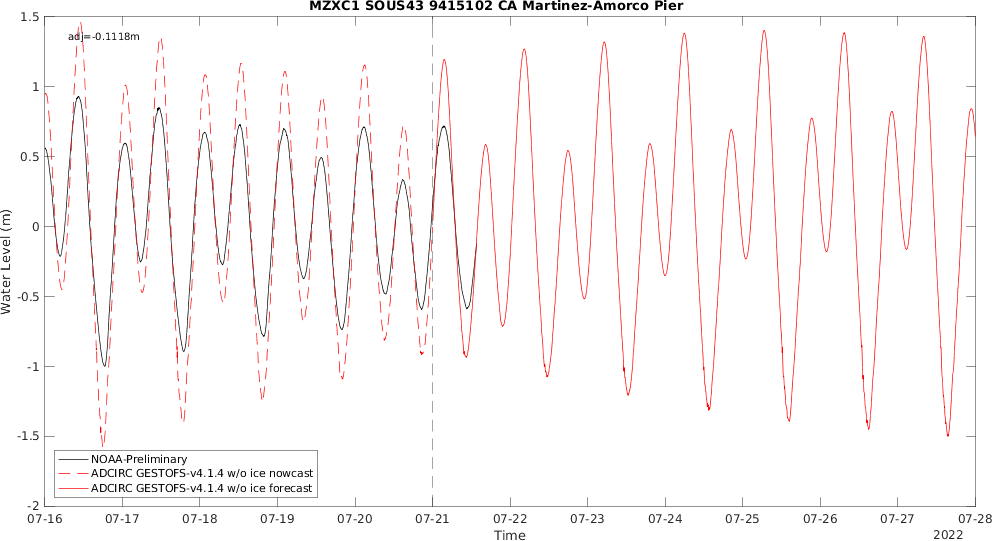 MZXC1 SOUS43 9415102 CA Martinez-Amorco Pier
adj=-0.1118m
1.5
1
0.5
0
-0.5
-1
-1.5
-2
Water Level (m)
NOAA-Preliminary
ADCIRC GESTOFS-v4.1.4 w/o ice nowcast
ADCIRC GESTOFS-v4.1.4 w/o ice forecast
07-16 07-17 07-18 07-19 07-20 07-21 07-22 07-23 07-24 07-25 07-26 07-27 07-28
Time
2022